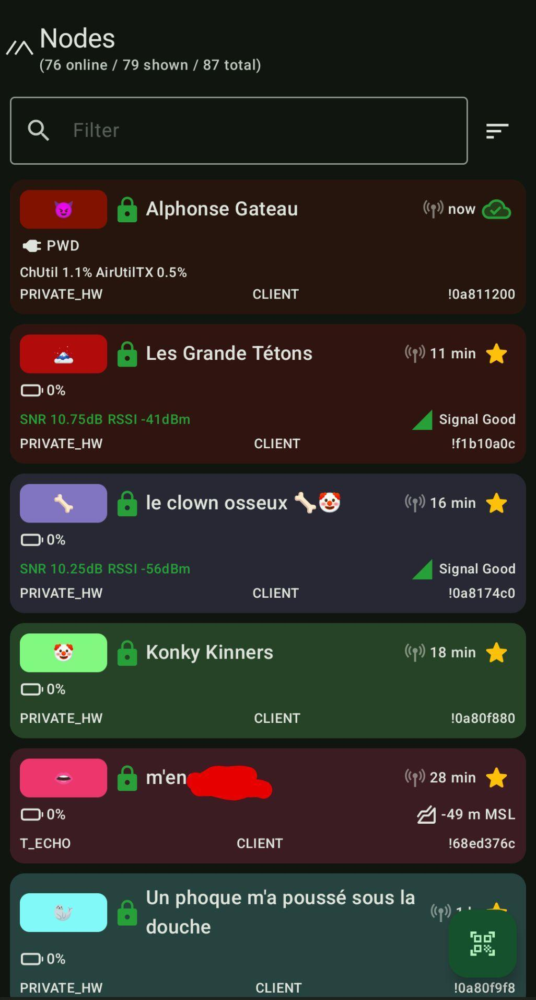 Nodes
(76 online / 79 shown / 87 total)
Filter
Alphonse Gateau now
PWD
ChUtil 1.1% AirUtilTX 0.5%
PRIVATE_HW CLIENT !0a811200
Les Grande Tétons 11 min
0%
SNR 10.75dB RSSI -41dBm Signal Good
PRIVATE_HW CLIENT !f1b10a0c
le clown osseux 🦴🤡 16 min
0%
SNR 10.25dB RSSI -56dBm Signal Good
PRIVATE_HW CLIENT !0a8174c0
Konky Kinners 18 min
0%
PRIVATE_HW CLIENT !0a80f880
m'en 28 min
0% -49 m MSL
T_ECHO CLIENT !68ed376c
Un phoque m'a poussé sous la
douche
0%
PRIVATE_HW CLIENT !0a80f9f8